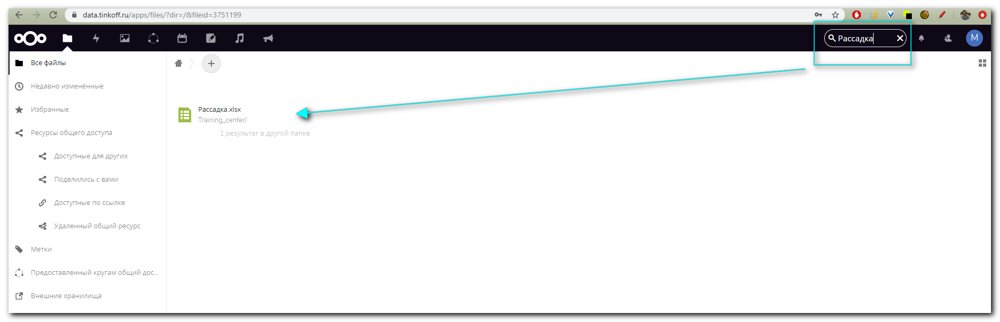 data.tinkoff.ru/apps/files/?dir=/&fileid=3751199
Рассадка
M
Все файлы
Недавно изменённые
Избранные
Ресурсы общего доступа
Доступные для других
Поделились с вами
Доступные по ссылке
Удаленный общий ресурс
Метки
Предоставленный кругам общий дос...
Внешние хранилища
Рассадка.xlsx
Training_center/
1 результат в другой папке